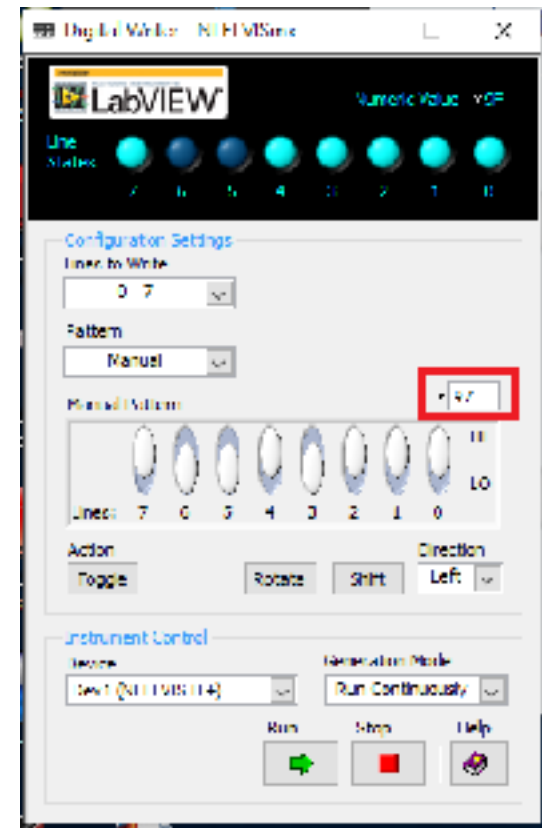 Digital Writer - NI ELVISmx
LabVIEW
Numeric Value
Line
States
7 6 5 4 3 2 1 0
Configuration Settings
Lines to Write
0 - 7
Pattern
Manual
Manual Pattern
HI
LO
Lines: 7 6 5 4 3 2 1 0
Action
Direction
Toggle
Rotate
Shift
Left
Instrument Control
Device
Generation Mode
Run Continuously
Run
Stop
Help